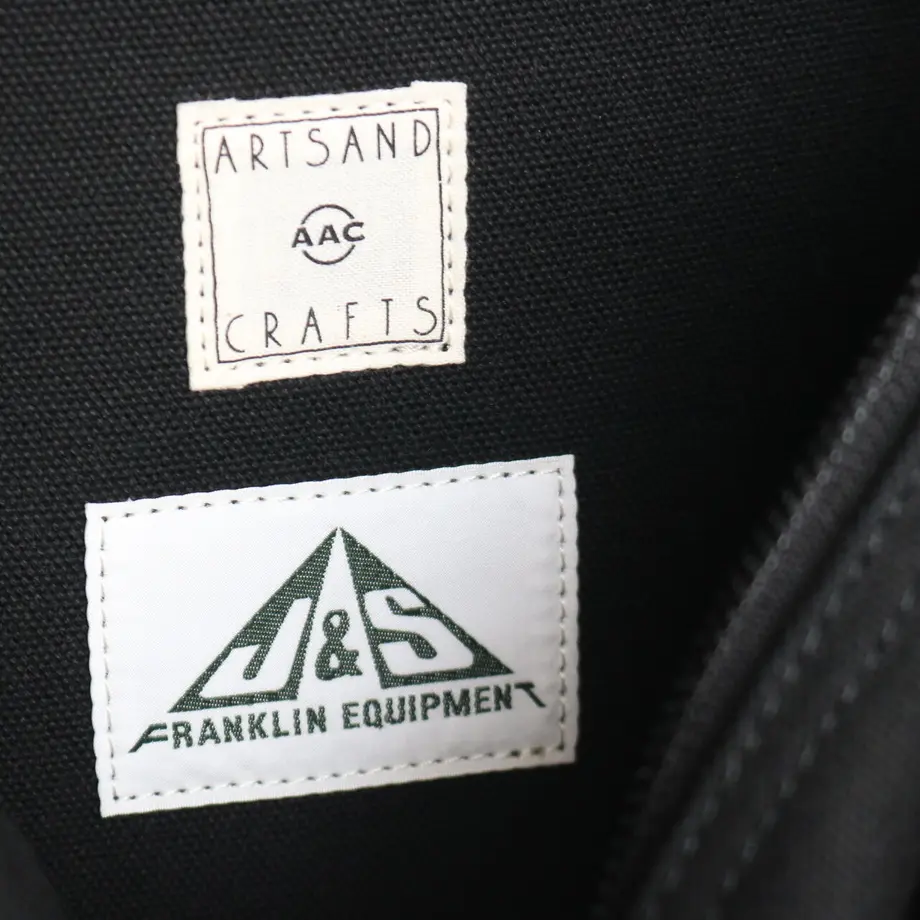 ARTSAND
AAC
CRAFTS
J&S
FRANKLIN EQUIPMENT